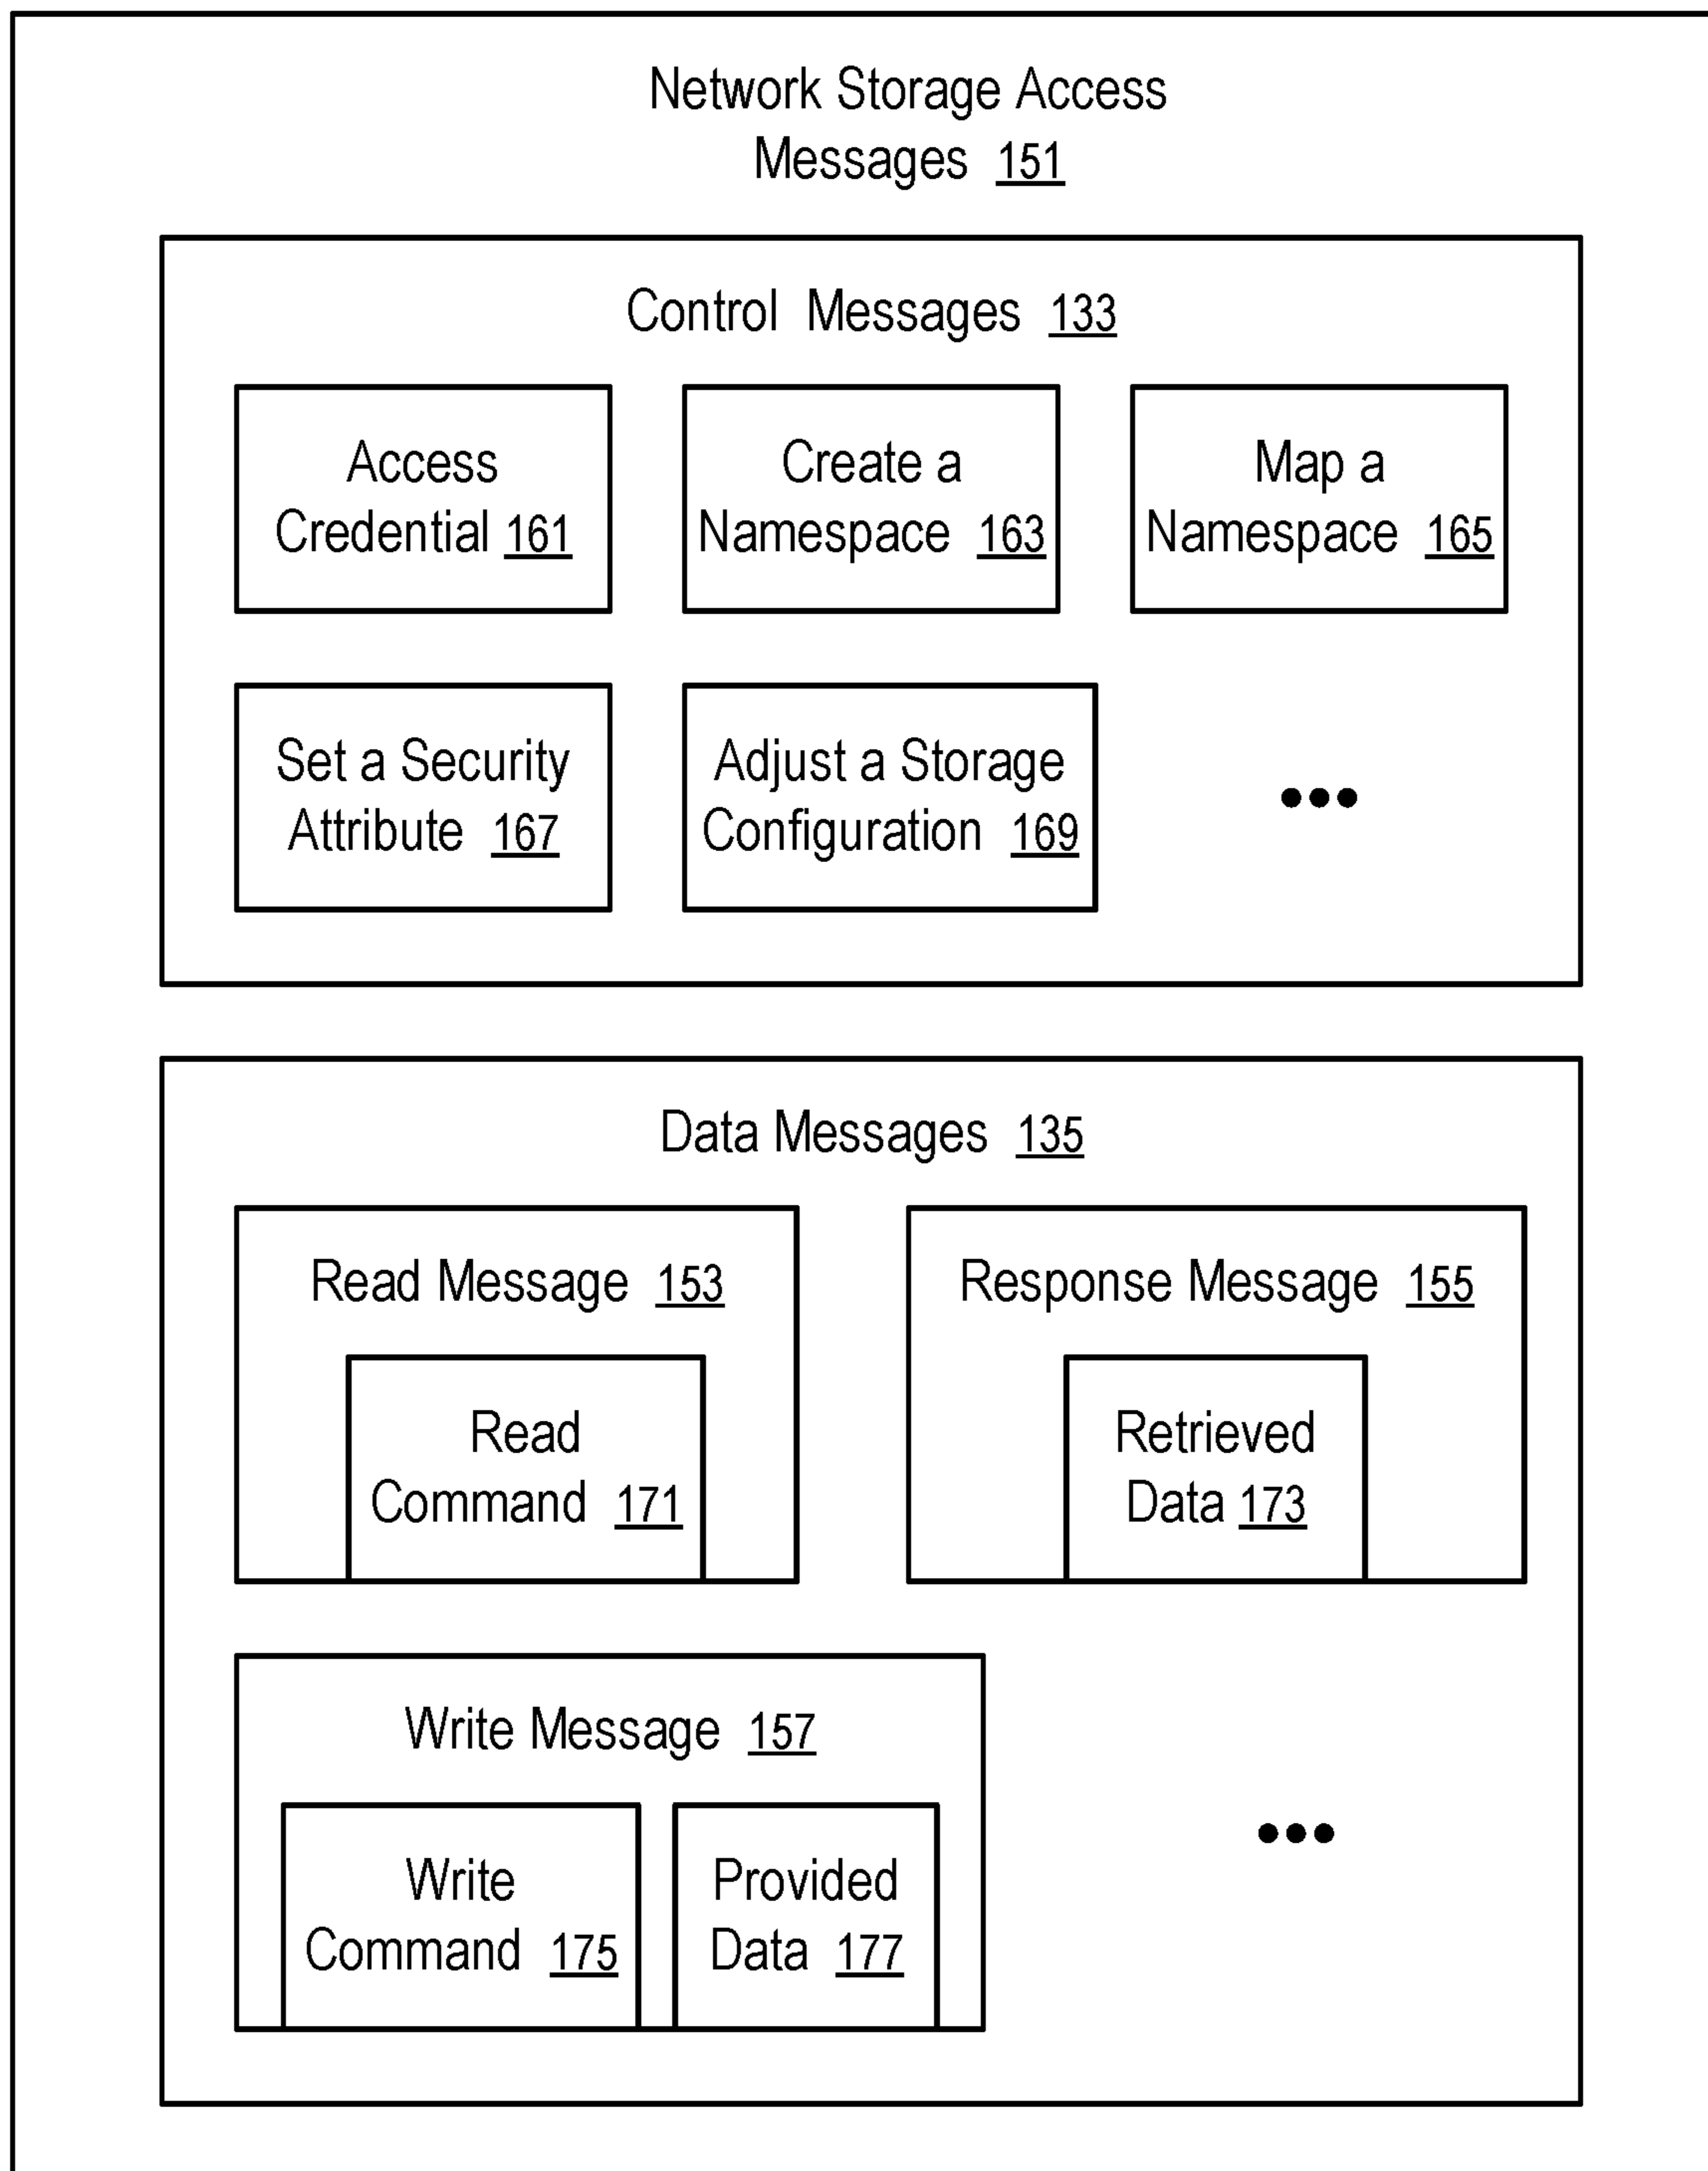 Network Storage Access
Messages 151
Control Messages 133
Access
Credential 161
Create a
Namespace 163
Map a
Namespace 165
Set a Security
Attribute 167
Adjust a Storage
Configuration 169
•••
Data Messages 135
Read Message 153
Read
Command 171
Response Message 155
Retrieved
Data 173
Write Message 157
Write
Command 175
Provided
Data 177
•••